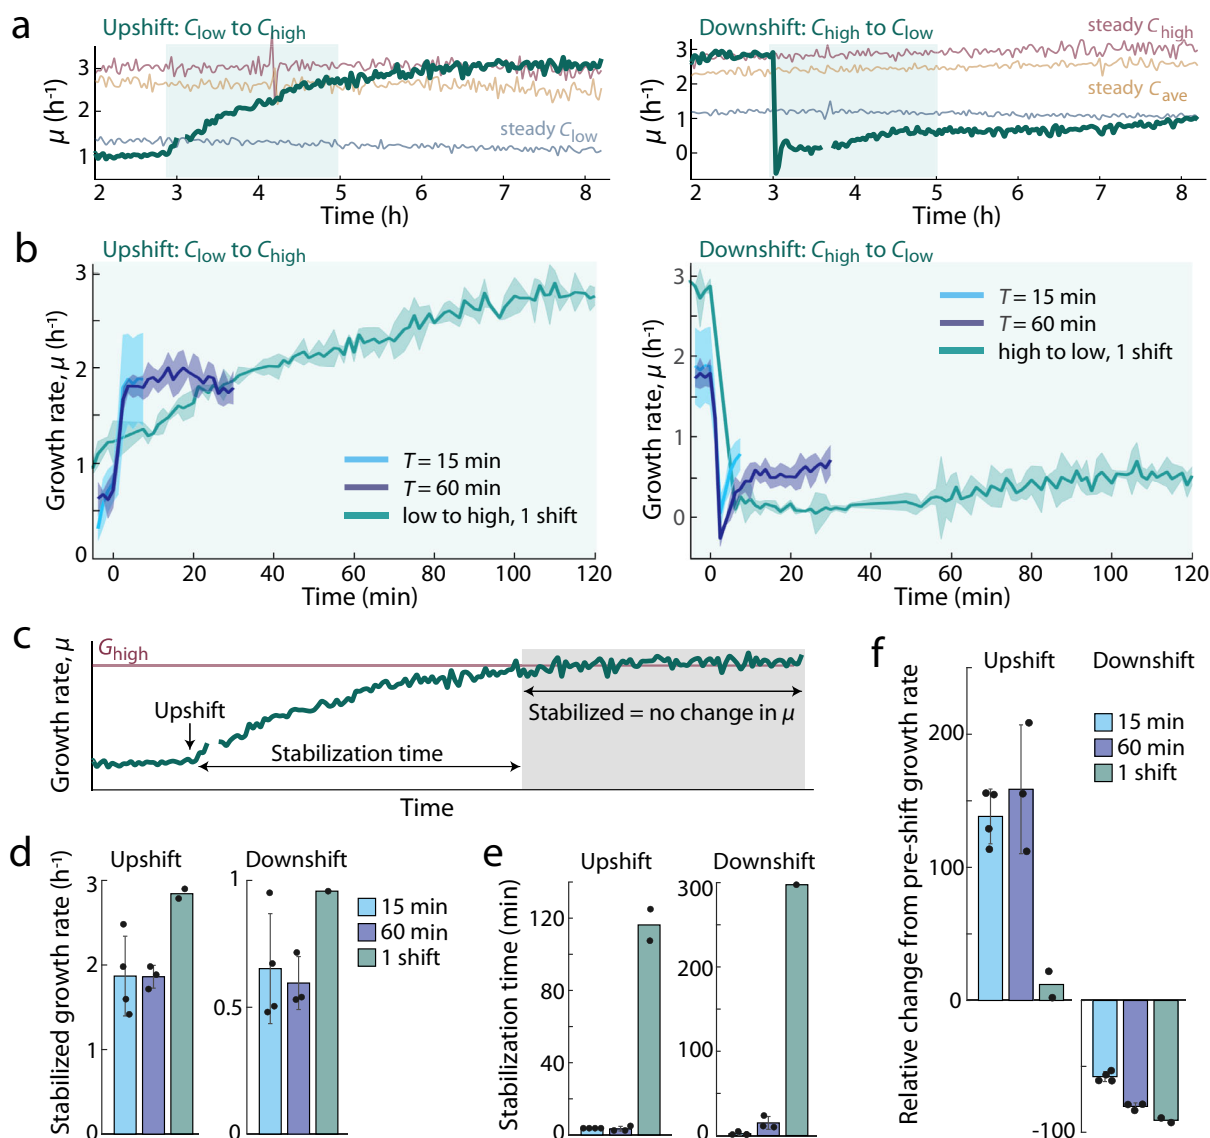 a
Upshift: Clow to Chigh
μ (h-1)
3
2
1
steady Clow
2 3 4 5 6 7 8
Time (h)
Downshift: Chigh to Clow
steady Chigh
steady Cave
μ (h-1)
3
2
1
0
2 3 4 5 6 7 8
Time (h)
b
Upshift: Clow to Chigh
Growth rate, μ (h-1)
3
2
1
0
T = 15 min
T = 60 min
low to high, 1 shift
0 20 40 60 80 100 120
Time (min)
Downshift: Chigh to Clow
Growth rate, μ (h-1)
3
2
1
0
T = 15 min
T = 60 min
high to low, 1 shift
0 20 40 60 80 100 120
Time (min)
c
Growth rate, μ
Ghigh
Upshift
Stabilization time
Stabilized = no change in μ
Time
d
Stabilized growth rate (h-1)
Upshift
3
2
1
0
Downshift
1
0.5
0
15 min
60 min
1 shift
e
Stabilization time (min)
Upshift
120
80
40
0
Downshift
300
200
100
0
f
Relative change from pre-shift growth rate
Upshift
Downshift
200
100
0
-100
15 min
60 min
1 shift